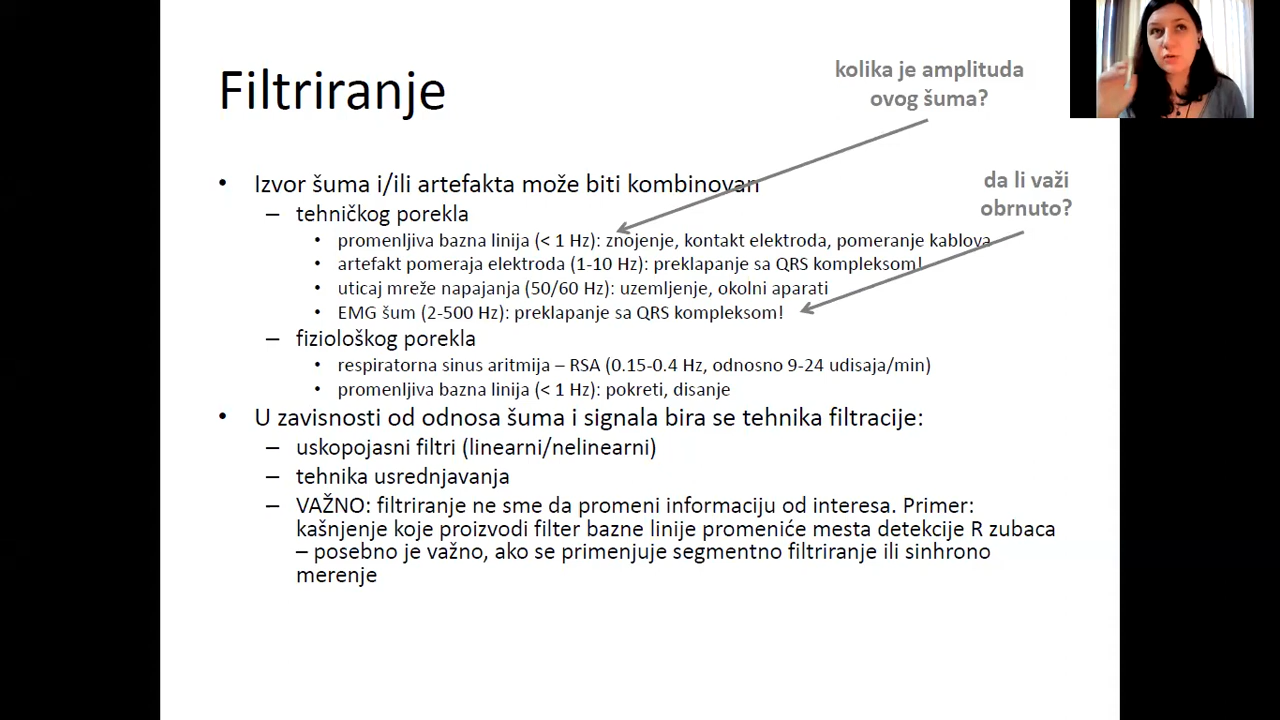 Filtriranje
kolika je amplituda
ovog šuma?
da li važi
obrnuto?
• Izvor šuma i/ili artefakta može biti kombinovan
– tehničkog porekla
• promenljiva bazna linija (< 1 Hz): znojenje, kontakt elektroda, pomeranje kablova
• artefakt pomeraja elektroda (1-10 Hz): preklapanje sa QRS kompleksom!
• uticaj mreže napajanja (50/60 Hz): uzemljenje, okolni aparati
• EMG šum (2-500 Hz): preklapanje sa QRS kompleksom!
– fiziološkog porekla
• respiratorna sinus aritmija – RSA (0.15-0.4 Hz, odnosno 9-24 udisaja/min)
• promenljiva bazna linija (< 1 Hz): pokreti, disanje
• U zavisnosti od odnosa šuma i signala bira se tehnika filtracije:
– uskopojasni filtri (linearni/nelinearni)
– tehnika usrednjavanja
– VAŽNO: filtriranje ne sme da promeni informaciju od interesa. Primer:
kašnjenje koje proizvodi filter bazne linije promeniće mesta detekcije R zubaca
– posebno je važno, ako se primenjuje segmentno filtriranje ili sinhrono
merenje